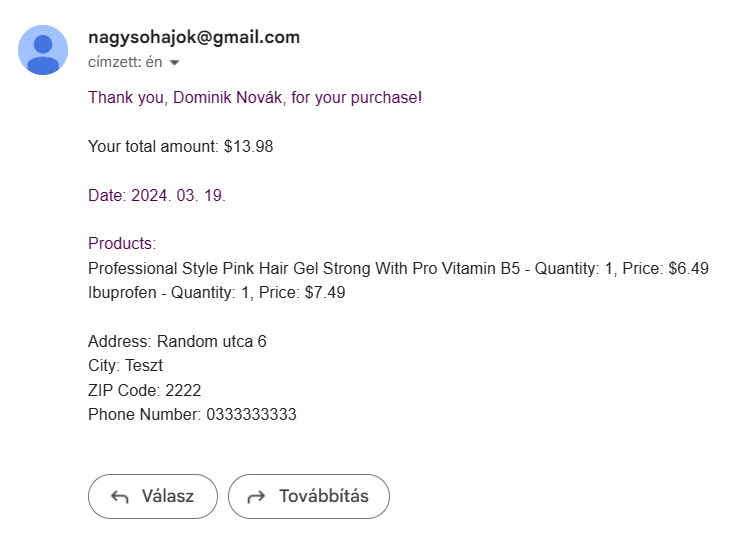 nagysohajok@gmail.com
címzett: én
Thank you, Dominik Novák, for your purchase!
Your total amount: $13.98
Date: 2024. 03. 19.
Products:
Professional Style Pink Hair Gel Strong With Pro Vitamin B5 - Quantity: 1, Price: $6.49
Ibuprofen - Quantity: 1, Price: $7.49
Address: Random utca 6
City: Teszt
ZIP Code: 2222
Phone Number: 0333333333
Válasz
Továbbítás